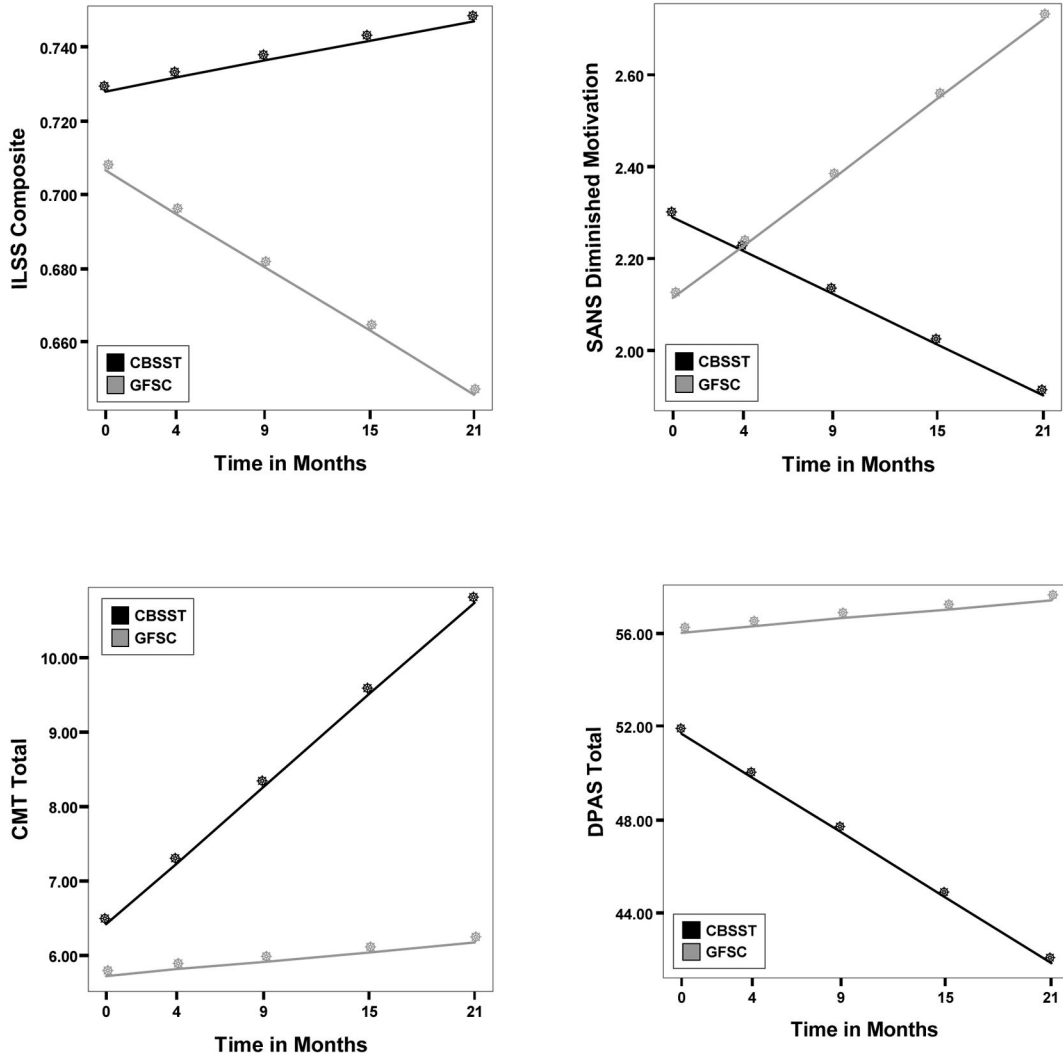 ILSS Composite
0.740
0.720
0.700
0.680
0.660
CBSST
GFSC
0 4 9 15 21
Time in Months
SANS Diminished Motivation
2.60
2.40
2.20
2.00
CBSST
GFSC
0 4 9 15 21
Time in Months
CMT Total
10.00
9.00
8.00
7.00
6.00
CBSST
GFSC
0 4 9 15 21
Time in Months
DPAS Total
56.00
52.00
48.00
44.00
CBSST
GFSC
0 4 9 15 21
Time in Months